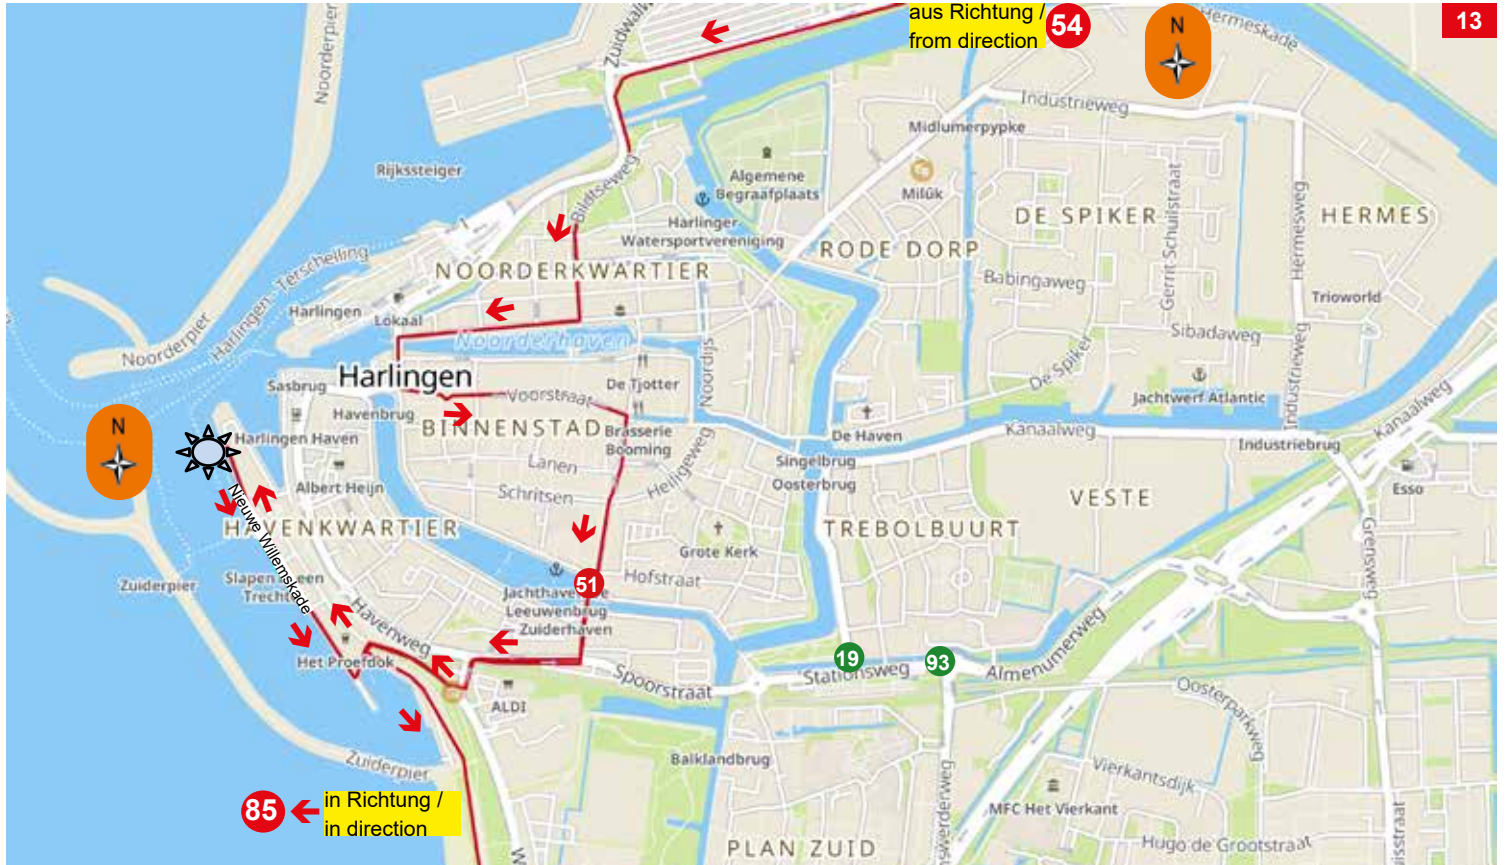 aus Richtung /
from direction
54
N
13
Hermeskade
Zuidwalweg
Noorderpier
Industrieweg
Midlumerpypke
Rijkssteiger
Algemene
Begraafplaats
Milûk
Bildtseweg
Gerrit Schuilstraat
Hermesweg
DE SPIKER
HERMES
Harlinger
Watersportvereniging
RODE DORP
NOORDERKWARTIER
Babingaweg
Harlingen - Terschelling
Trioworld
Harlingen
Lokaal
Sibadaweg
Noorderhaven
Noorderpier
Noordijs
De Spiker
Industrieweg
Harlingen
Sasbrug
De Tjotter
Voorstraat
Jachtwerf Atlantic
Kanaalweg
Havenbrug
BINNENSTAD
Brasserie
Booming
De Haven
Kanaalweg
Industriebrug
N
Harlingen Haven
Lanen
Heiligeweg
Singelbrug
Oosterbrug
Albert Heijn
Schritsen
VESTE
Esso
Nieuwe Willemskade
HAVENKWARTIER
TREBOLBUURT
Grensweg
Grote Kerk
Zuiderpier
Slapen
een
Hofstraat
51
Leeuwenbrug
Zuiderhaven
Havenweg
Het Proefdok
19
93
Stationsweg
Almenumerweg
Spoorstraat
ALDI
Oosterparkweg
Zuiderpier
Balklandbrug
Vierkantsdijk
85
in Richtung /
in direction
MFC Het Vierkant
swerderweg
isstraat
PLAN ZUID
Hugo de Grootstraat
W